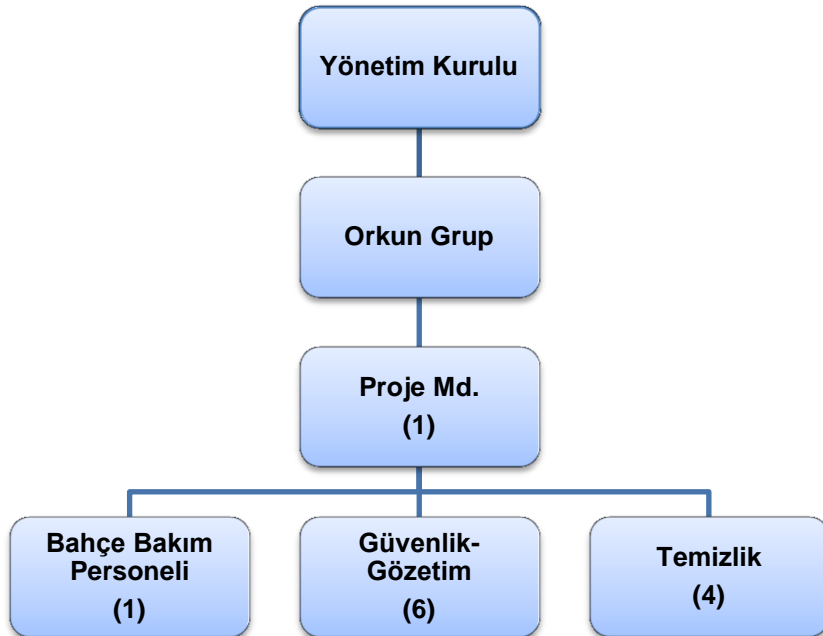 Yönetim Kurulu
Orkun Grup
Proje Md.
(1)
Bahçe Bakım
Personeli
(1)
Güvenlik-
Gözetim
(6)
Temizlik
(4)